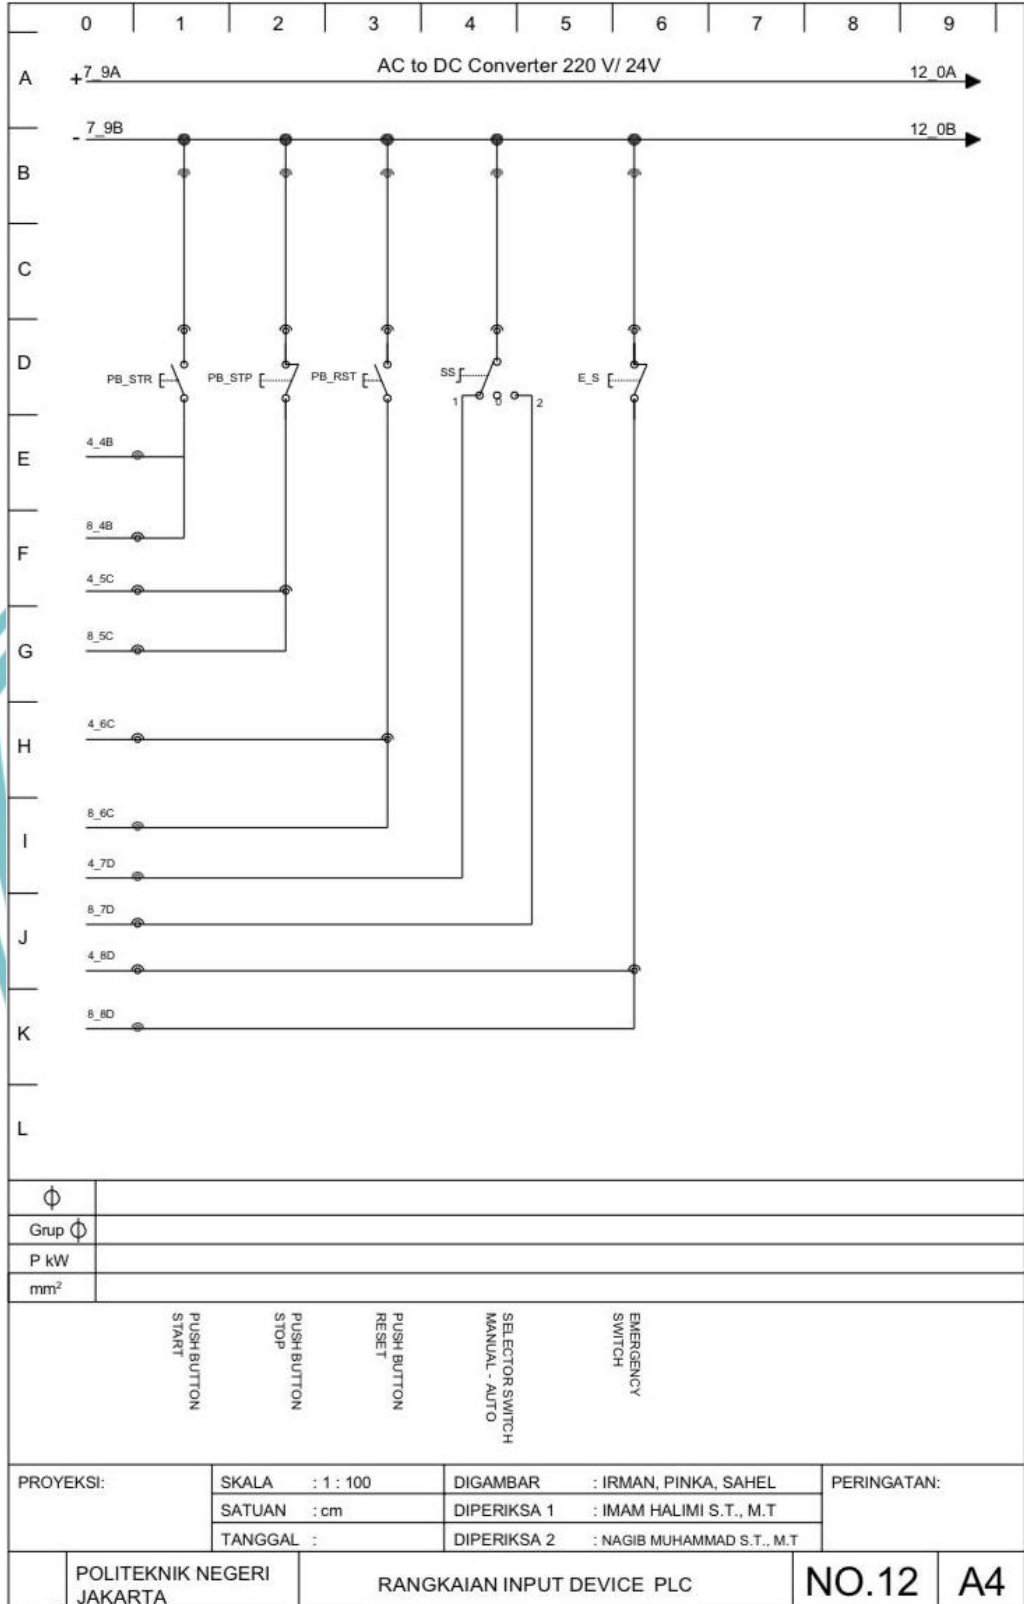 0 1 2 3 4 5 6 7 8 9
A
AC to DC Converter 220 V/ 24V
+ 7_9A 12_0A
- 7_9B 12_0B
B
C
D
PB_STR PB_STP PB_RST SS E_S
1 0 2
4_4B
E
8_4B
F
4_5C
8_5C
G
4_6C
H
8_6C
I
4_7D
8_7D
J
4_8D
8_8D
K
L
ϕ
Grup ϕ
P kW
mm²
PUSH BUTTON
START
PUSH BUTTON
STOP
PUSH BUTTON
RESET
SELECTOR SWITCH
MANUAL - AUTO
EMERGENCY
SWITCH
PROYEKSI:
SKALA : 1 : 100
SATUAN : cm
TANGGAL :
DIGAMBAR : IRMAN, PINKA, SAHEL
DIPERIKSA 1 : IMAM HALIMI S.T., M.T
DIPERIKSA 2 : NAGIB MUHAMMAD S.T., M.T
PERINGATAN:
POLITEKNIK NEGERI
JAKARTA
RANGKAIAN INPUT DEVICE PLC
NO.12
A4